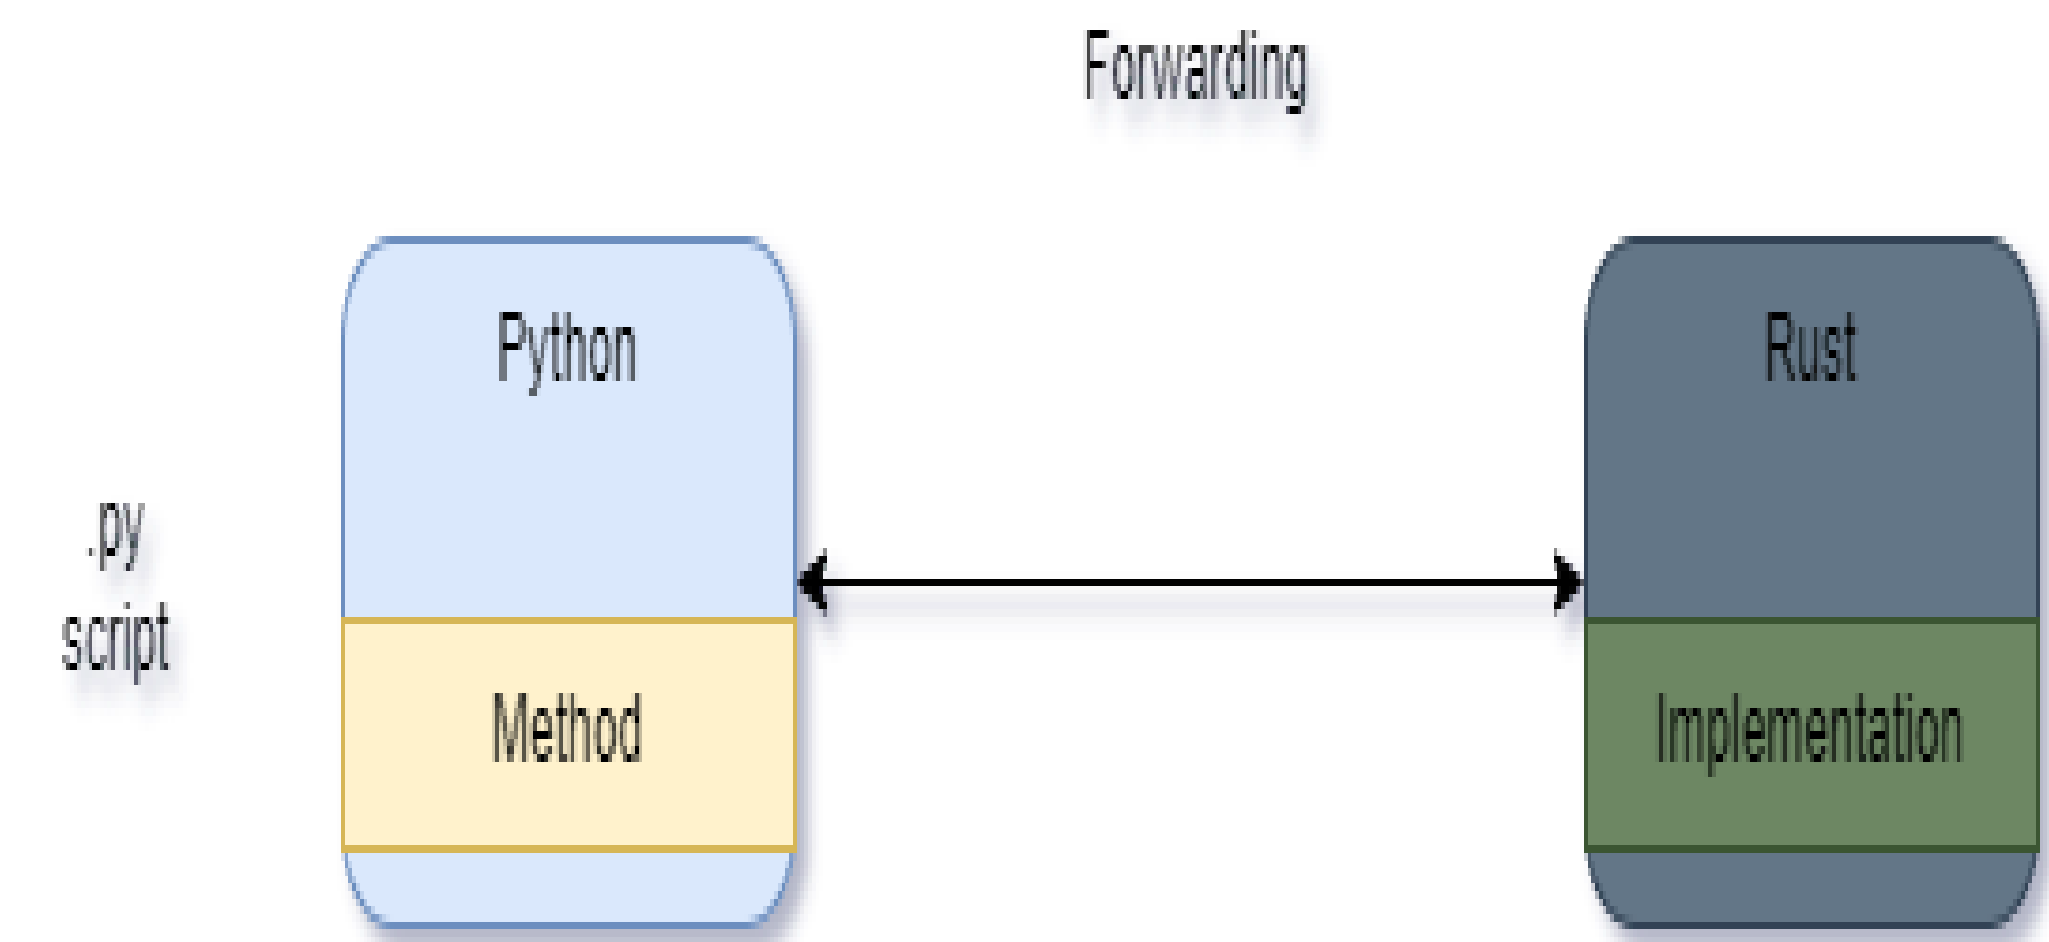 Forwarding
Python
Rust
.py
script
Method
Implementation